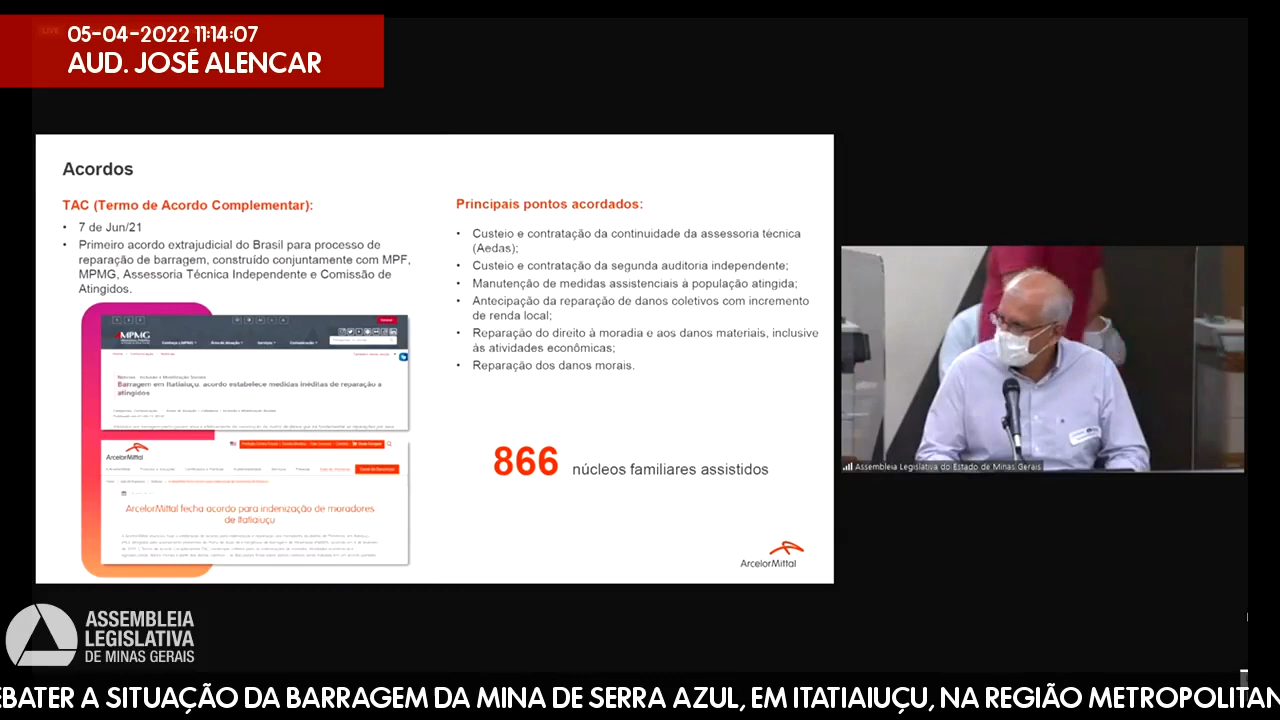 05-04-2022 11:14:07
AUD. JOSÉ ALENCAR
Acordos
TAC (Termo de Acordo Complementar):
• 7 de Jun/21
• Primeiro acordo extrajudicial do Brasil para processo de
reparação de barragem, construído conjuntamente com MPF,
MPMG, Assessoria Técnica Independente e Comissão de
Atingidos.
MPMG
Barragem em Itatiaiuçu: acordo estabelece medidas inéditas de reparação a
atingidos
ArcelorMittal
ArcelorMittal fecha acordo para indenização de moradores
de Itatiaiuçu
Principais pontos acordados:
• Custeio e contratação da continuidade da assessoria técnica
(Aedas);
• Custeio e contratação da segunda auditoria independente;
• Manutenção de medidas assistenciais à população atingida;
• Antecipação da reparação de danos coletivos com incremento
de renda local;
• Reparação do direito à moradia e aos danos materiais, inclusive
às atividades econômicas;
• Reparação dos danos morais.
866 núcleos familiares assistidos
ArcelorMittal
Assembleia Legislativa do Estado de Minas Gerais
ASSEMBLEIA
LEGISLATIVA
DE MINAS GERAIS
EBATER A SITUAÇÃO DA BARRAGEM DA MINA DE SERRA AZUL, EM ITATIAIUÇU, NA REGIÃO METROPOLITAN